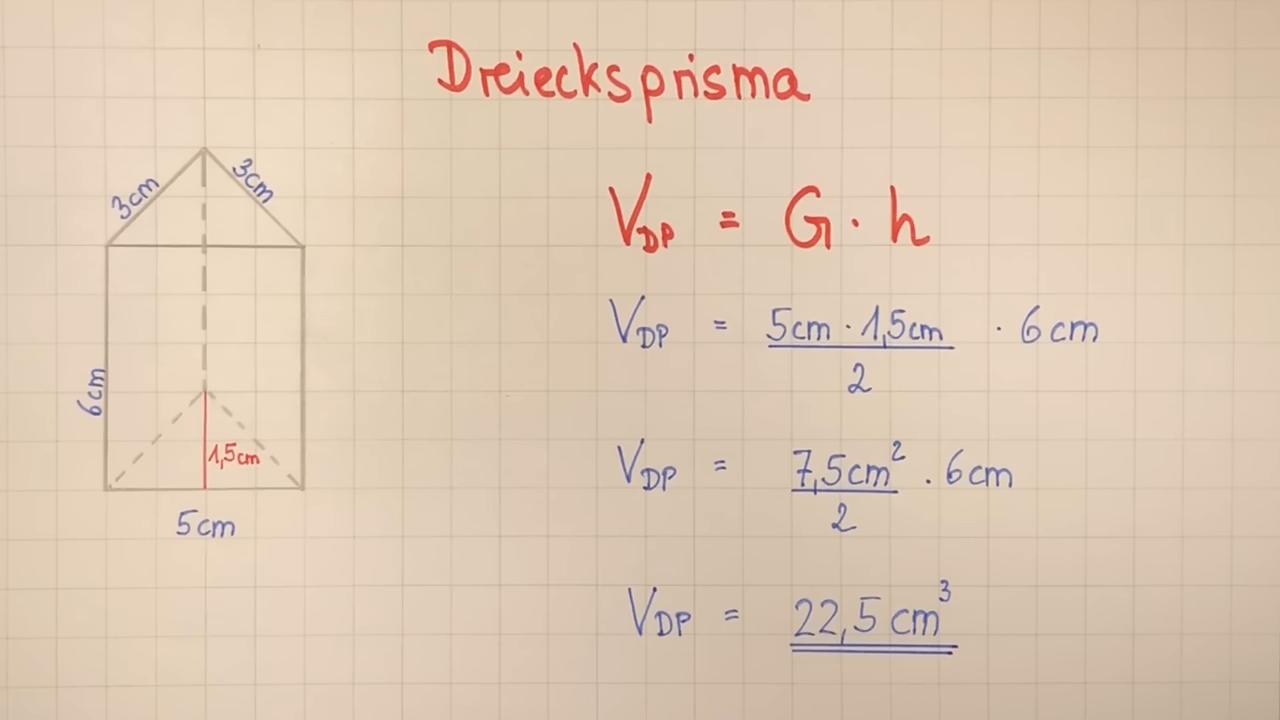 Dreiecksprisma
3cm
3cm
6cm
1,5cm
5cm
V_DP = G · h
V_DP = 5cm · 1,5cm / 2 · 6cm
V_DP = 7,5cm² / 2 · 6cm
V_DP = 22,5 cm³